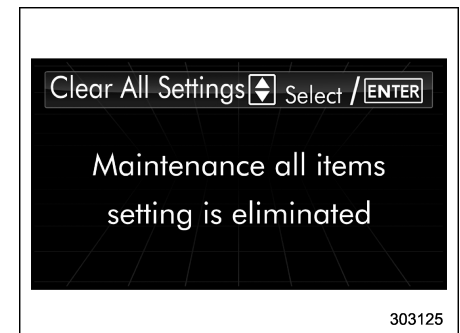 Clear All Settings Select / ENTER
Maintenance all items
setting is eliminated
303125